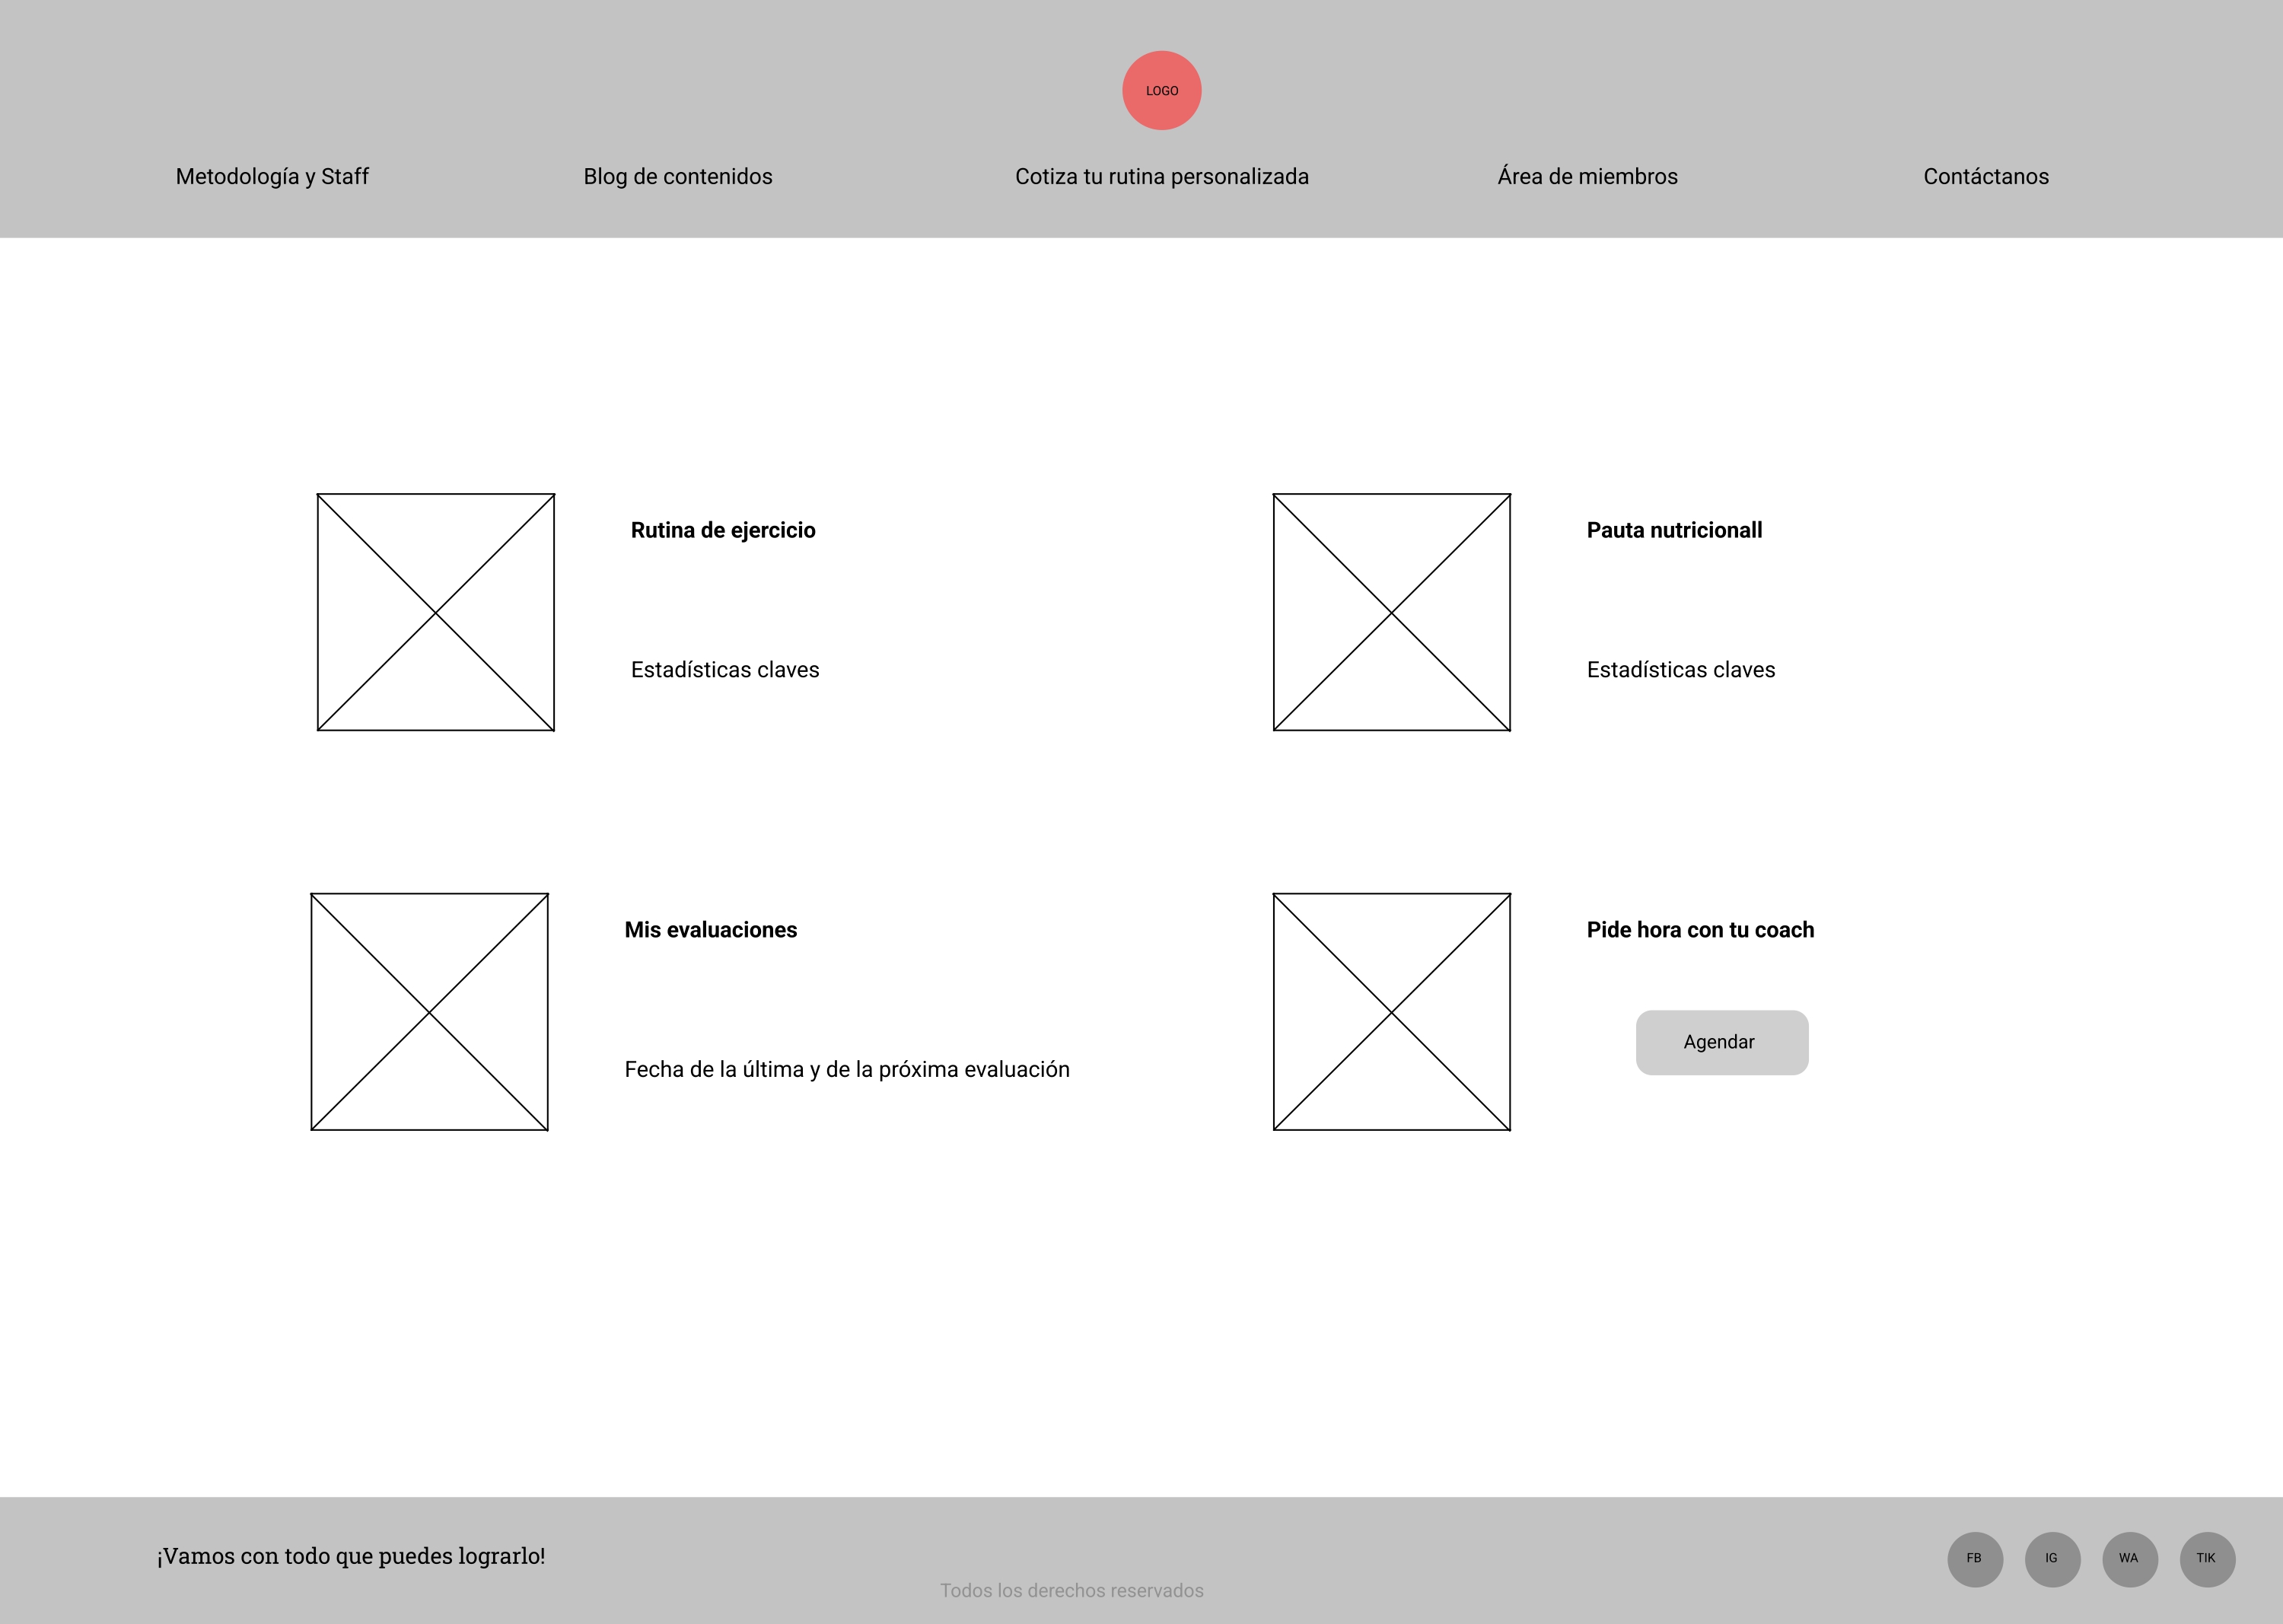 LOGO
Metodología y Staff
Blog de contenidos
Cotiza tu rutina personalizada
Área de miembros
Contáctanos
Rutina de ejercicio
Estadísticas claves
Pauta nutricionall
Estadísticas claves
Mis evaluaciones
Fecha de la última y de la próxima evaluación
Pide hora con tu coach
Agendar
¡Vamos con todo que puedes lograrlo!
Todos los derechos reservados
FB
IG
WA
TIK